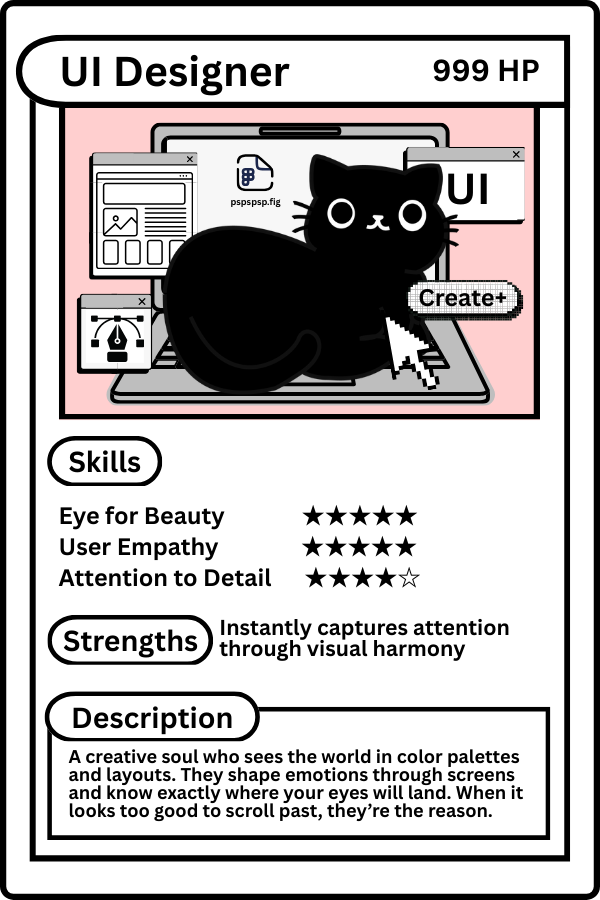 UI Designer
999 HP
pspspsp.fig
UI
Create+
Skills
Eye for Beauty ★★★★★
User Empathy ★★★★★
Attention to Detail ★★★★☆
Strengths
Instantly captures attention
through visual harmony
Description
A creative soul who sees the world in color palettes
and layouts. They shape emotions through screens
and know exactly where your eyes will land. When it
looks too good to scroll past, they’re the reason.